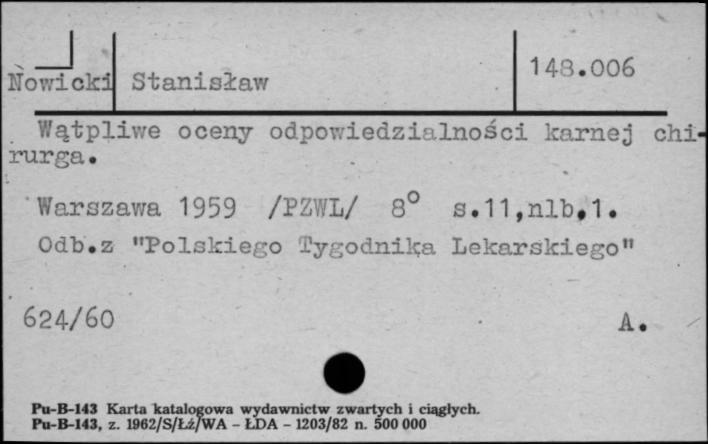 Nowicki Stanisław 148.006
Wątpliwe oceny odpowiedzialności karnej chi-
rurga.
Warszawa 1959 /PZWL/ 8° s.11,nlb.1.
Odb.z "Polskiego Tygodnika Lekarskiego"
624/60 A.
Pu-B-143 Karta katalogowa wydawnictw zwartych i ciągłych.
Pu-B-143, z. 1962/S/Łź/WA – ŁDA – 1203/82 n. 500 000